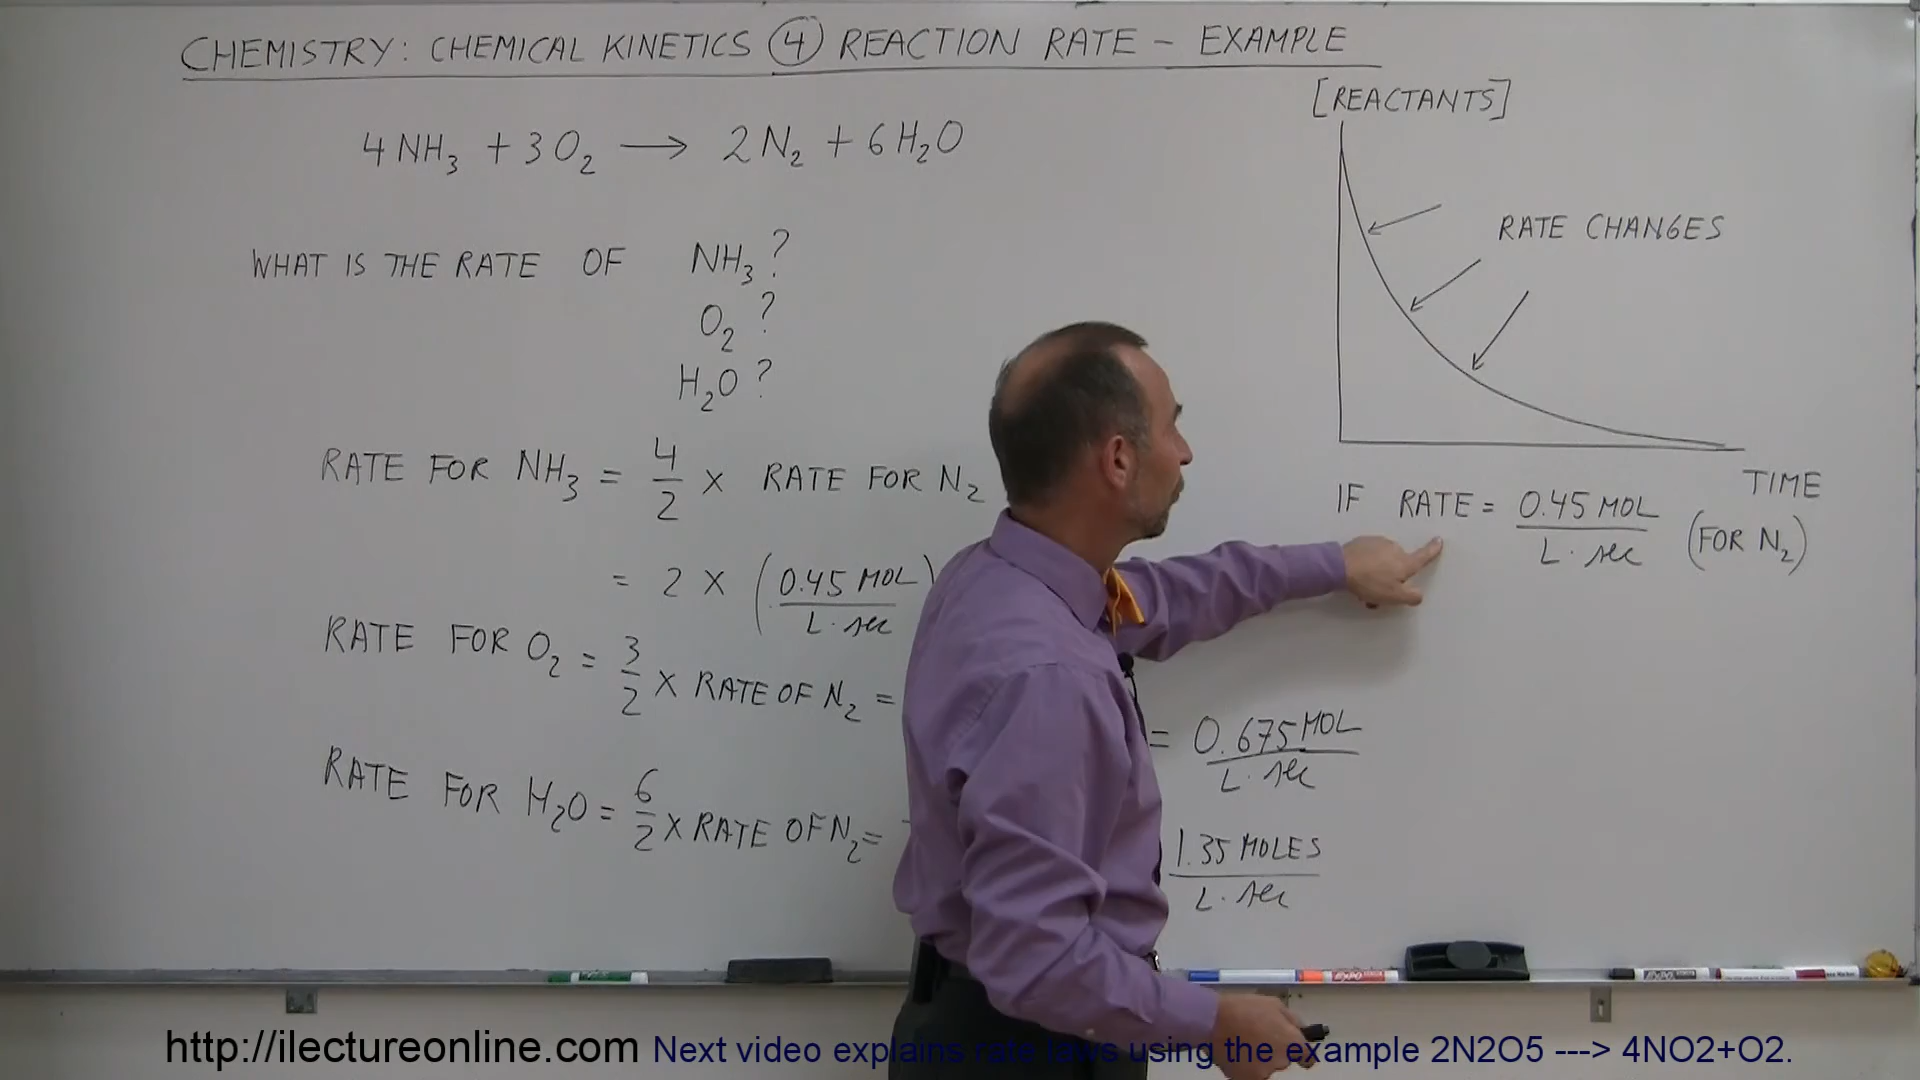 CHEMISTRY: CHEMICAL KINETICS ④ REACTION RATE - EXAMPLE
4NH₃ + 3O₂ → 2N₂ + 6H₂O
WHAT IS THE RATE OF NH₃?
O₂?
H₂O?
RATE FOR NH₃ = 4/2 × RATE FOR N₂
= 2 × (0.45 MOL / L·sec)
RATE FOR O₂ = 3/2 × RATE OF N₂ = = 0.675 MOL / L·sec
RATE FOR H₂O = 6/2 × RATE OF N₂ = 1.35 MOLES / L·sec
[REACTANTS]
RATE CHANGES
TIME
IF RATE = 0.45 MOL / L·sec (FOR N₂)
http://ilectureonline.com Next video explains rate laws using the example 2N2O5 ---> 4NO2+O2.